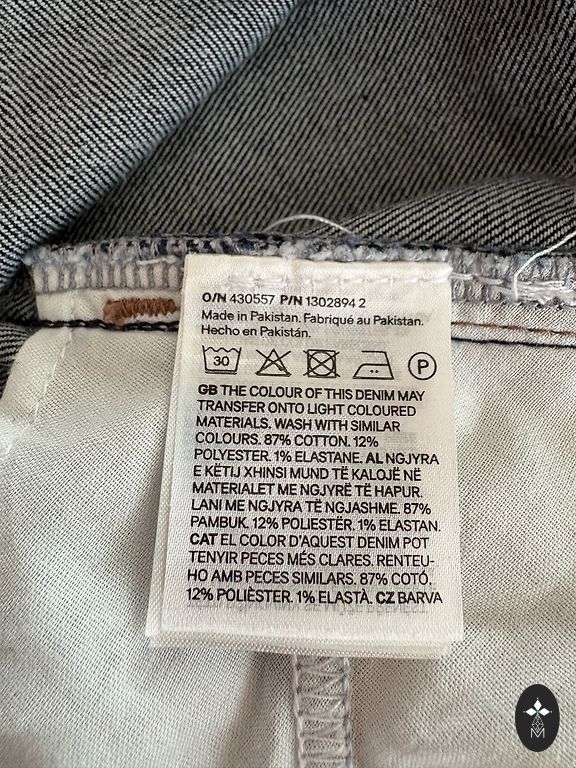 O/N 430557 P/N 1302894 2
Made in Pakistan. Fabriqué au Pakistan.
Hecho en Pakistán.
30 P
GB THE COLOUR OF THIS DENIM MAY
TRANSFER ONTO LIGHT COLOURED
MATERIALS. WASH WITH SIMILAR
COLOURS. 87% COTTON. 12%
POLYESTER. 1% ELASTANE. AL NGJYRA
E KËTIJ XHINSI MUND TË KALOJË NË
MATERIALET ME NGJYRË TË HAPUR.
LANI ME NGJYRA TË NGJASHME. 87%
PAMBUK. 12% POLIESTËR. 1% ELASTAN.
CAT EL COLOR D'AQUEST DENIM POT
TENYIR PECES MÉS CLARES. RENTEU-
HO AMB PECES SIMILARS. 87% COTÓ.
12% POLIÈSTER. 1% ELASTÀ. CZ BARVA
M